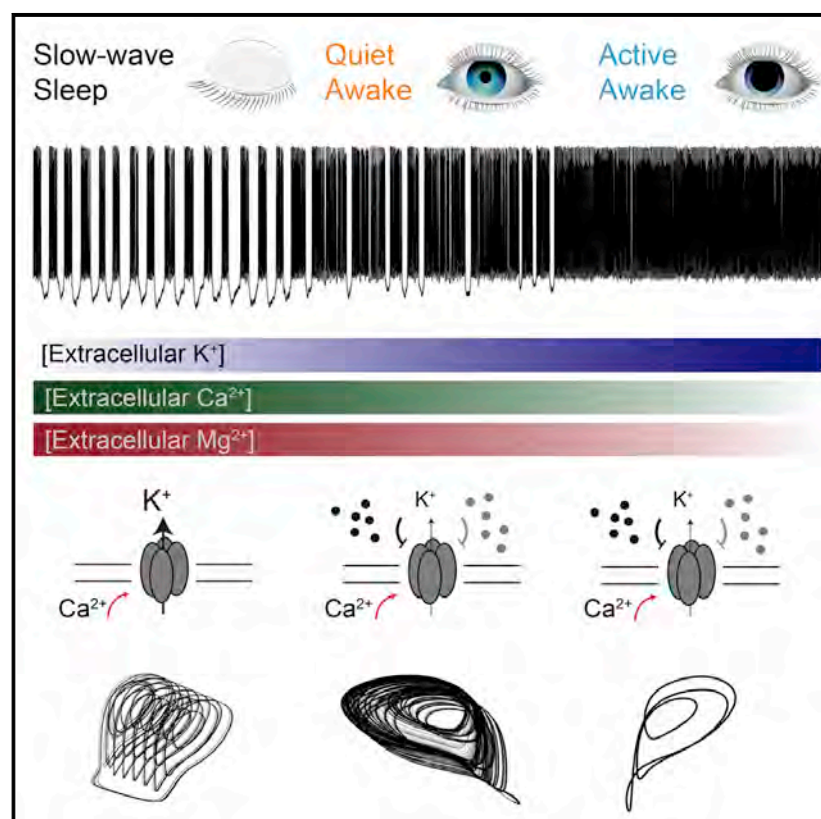 Slow-wave
Sleep
Quiet
Awake
Active
Awake
[Extracellular K⁺]
[Extracellular Ca²⁺]
[Extracellular Mg²⁺]
K⁺
K⁺
K⁺
Ca²⁺
Ca²⁺
Ca²⁺